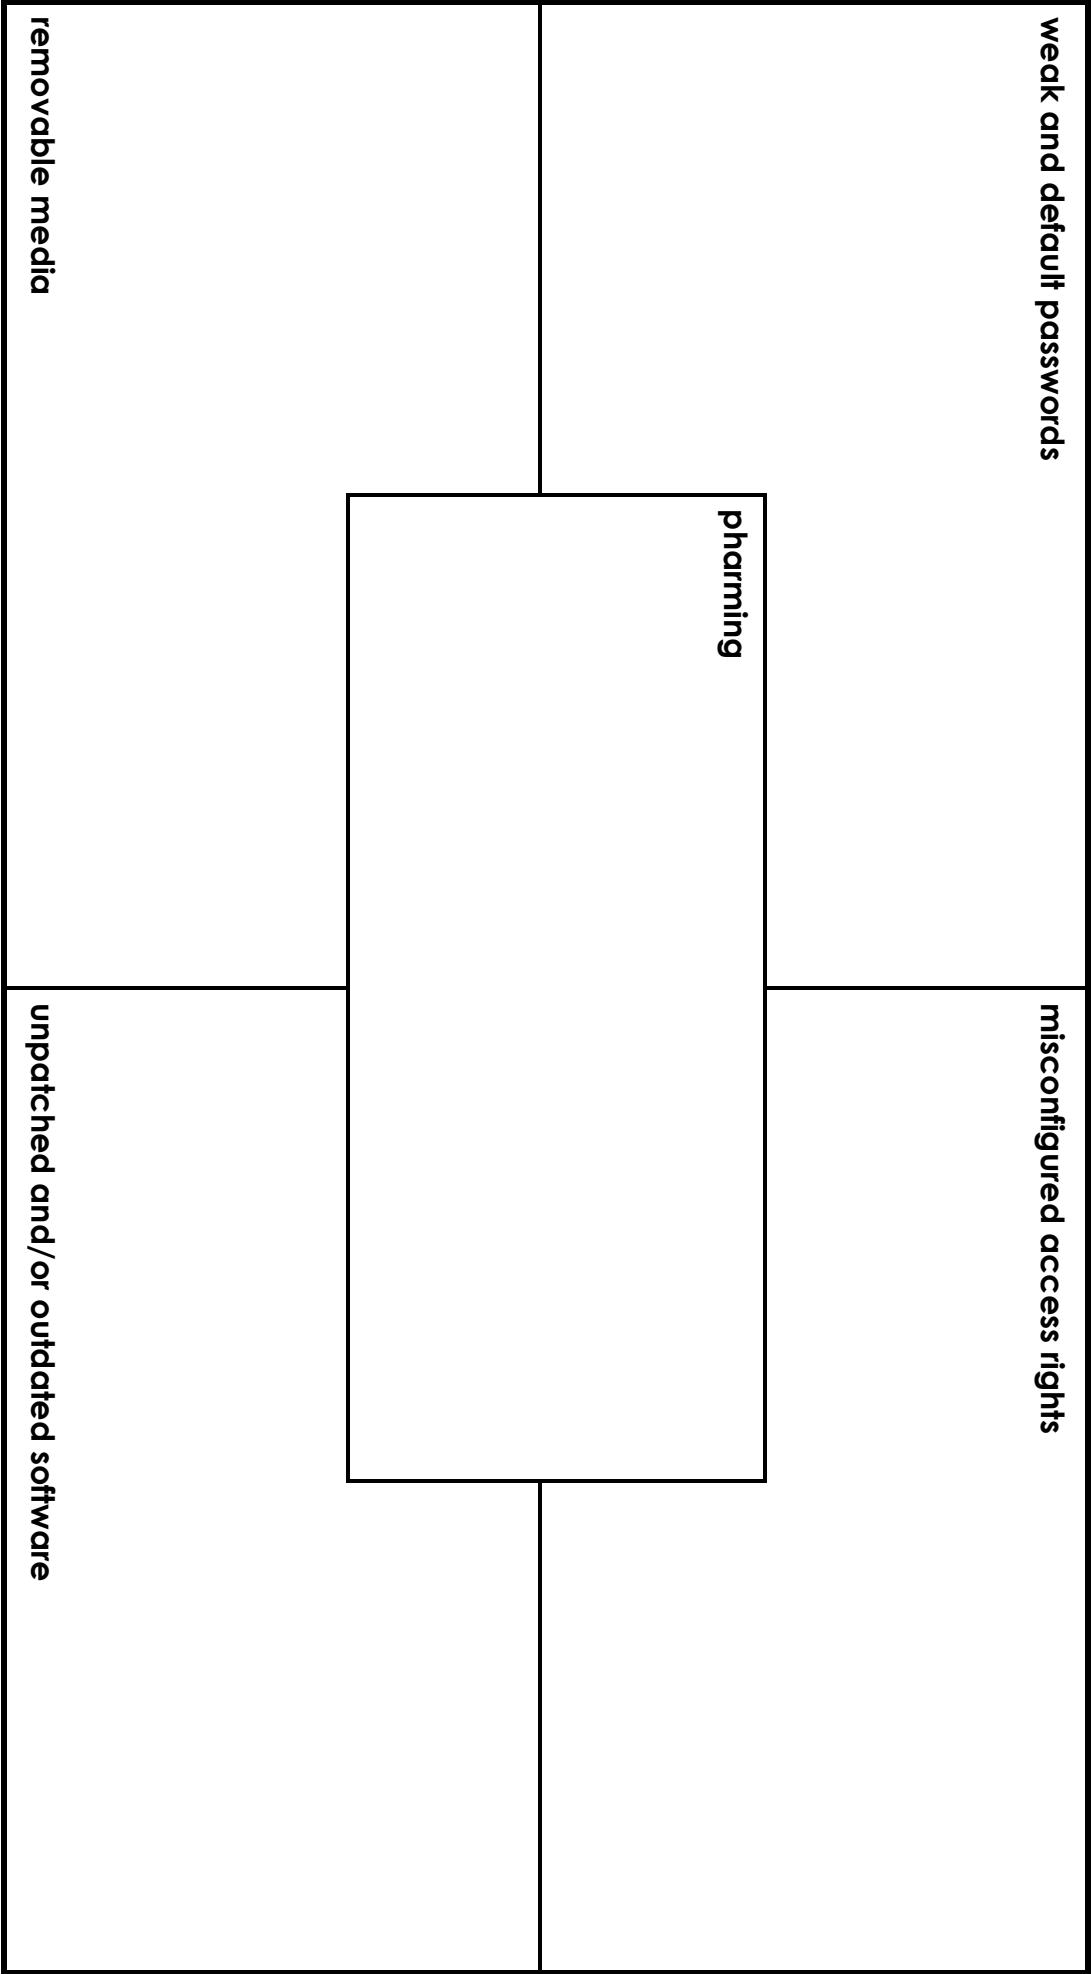 weak and default passwords
misconfigured access rights
pharming
removable media
unpatched and/or outdated software